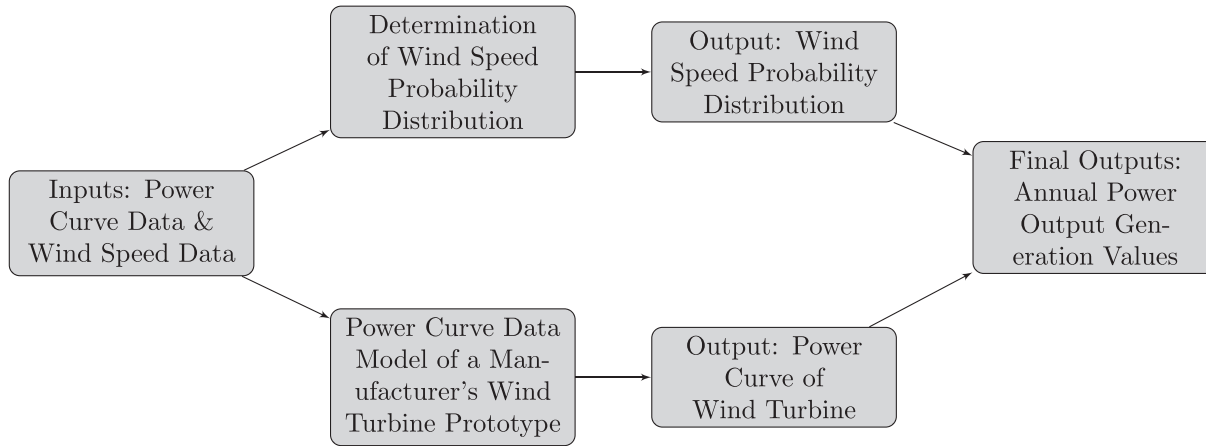 Inputs: Power
Curve Data &
Wind Speed Data
Determination
of Wind Speed
Probability
Distribution
Output: Wind
Speed Probability
Distribution
Power Curve Data
Model of a Man-
ufacturer's Wind
Turbine Prototype
Output: Power
Curve of
Wind Turbine
Final Outputs:
Annual Power
Output Gen-
eration Values